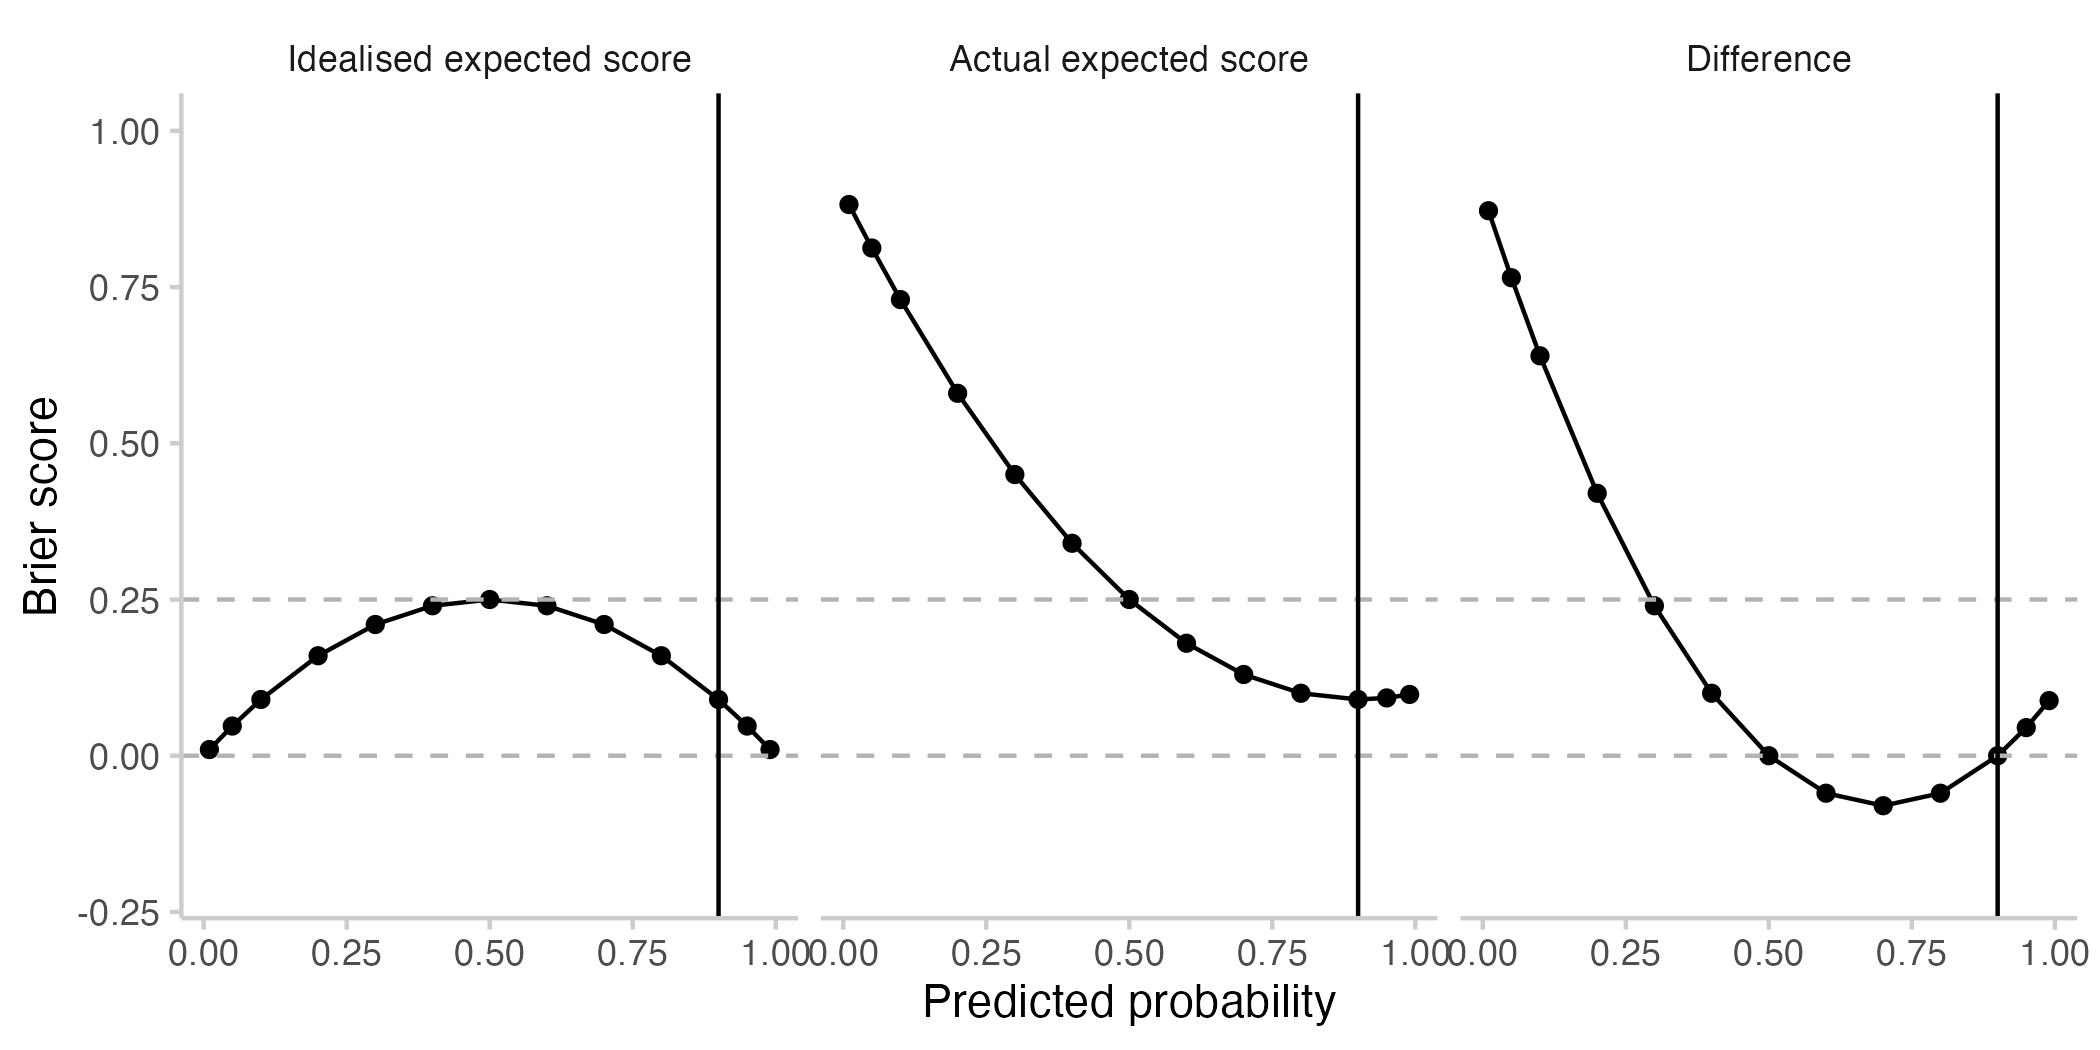 Idealised expected score Actual expected score Difference
1.00
0.75
0.50
0.25
0.00
-0.25
Brier score
0.00 0.25 0.50 0.75 1.00 0.00 0.25 0.50 0.75 1.00 0.00 0.25 0.50 0.75 1.00
Predicted probability